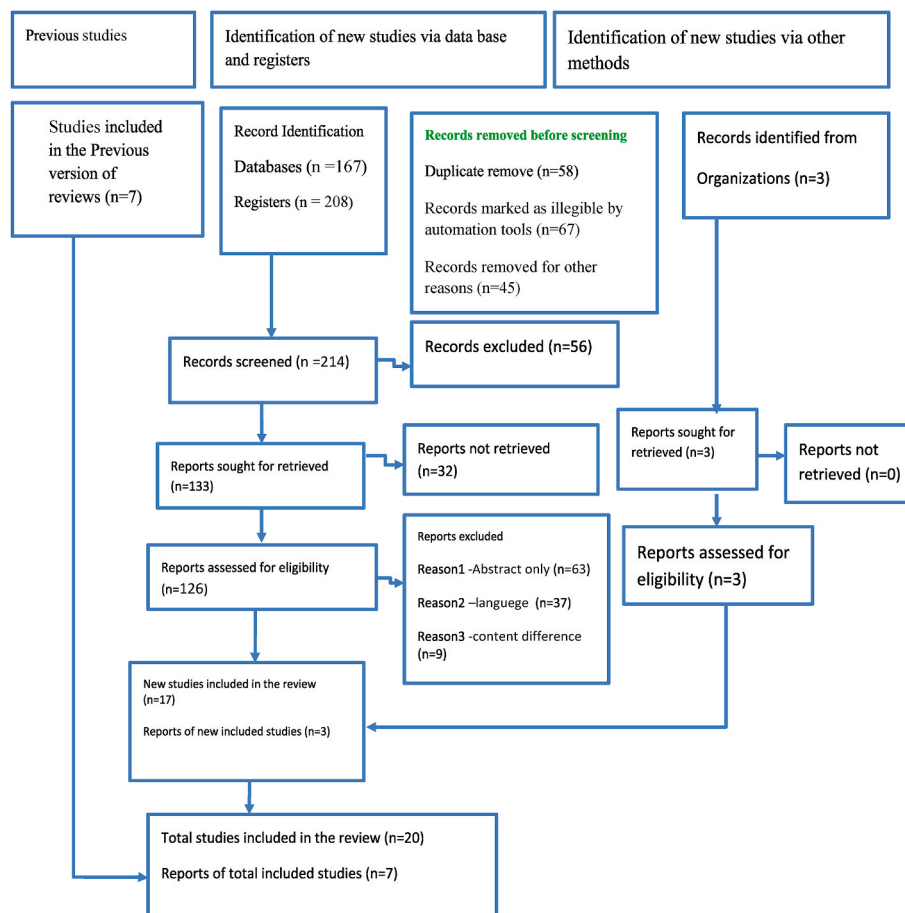 Previous studies
Identification of new studies via data base
and registers
Identification of new studies via other
methods
Studies included
in the Previous
version of
reviews (n=7)
Record Identification
Databases (n =167)
Registers (n = 208)
Records removed before screening
Duplicate remove (n=58)
Records marked as illegible by
automation tools (n=67)
Records removed for other
reasons (n=45)
Records identified from
Organizations (n=3)
Records screened (n =214)
Records excluded (n=56)
Reports sought for retrieved
(n=133)
Reports not retrieved
(n=32)
Reports sought for
retrieved (n=3)
Reports not
retrieved (n=0)
Reports assessed for eligibility
(n=126)
Reports excluded
Reason1 -Abstract only (n=63)
Reason2 –languege (n=37)
Reason3 -content difference
(n=9)
Reports assessed for
eligibility (n=3)
New studies included in the review
(n=17)
Reports of new included studies (n=3)
Total studies included in the review (n=20)
Reports of total included studies (n=7)